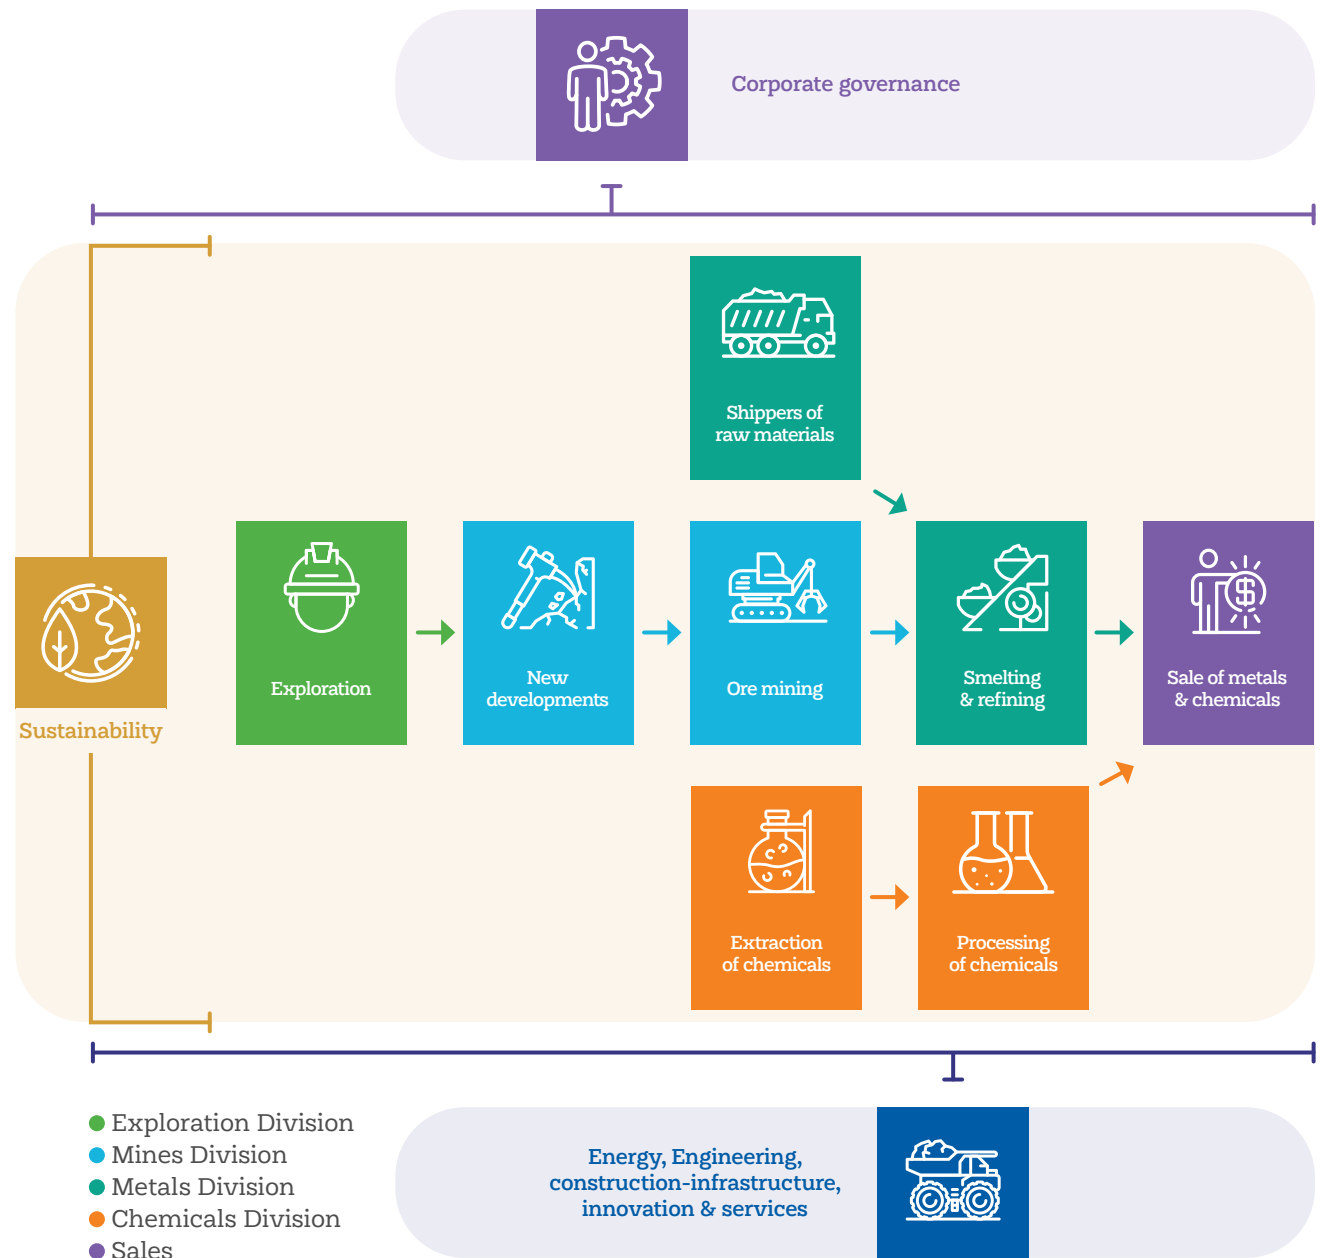 Corporate governance
Shippers of
raw materials
Exploration
New
developments
Ore mining
Smelting
& refining
Sale of metals
& chemicals
Sustainability
Extraction
of chemicals
Processing
of chemicals
Exploration Division
Mines Division
Metals Division
Chemicals Division
Sales
Energy, Engineering,
construction-infrastructure,
innovation & services